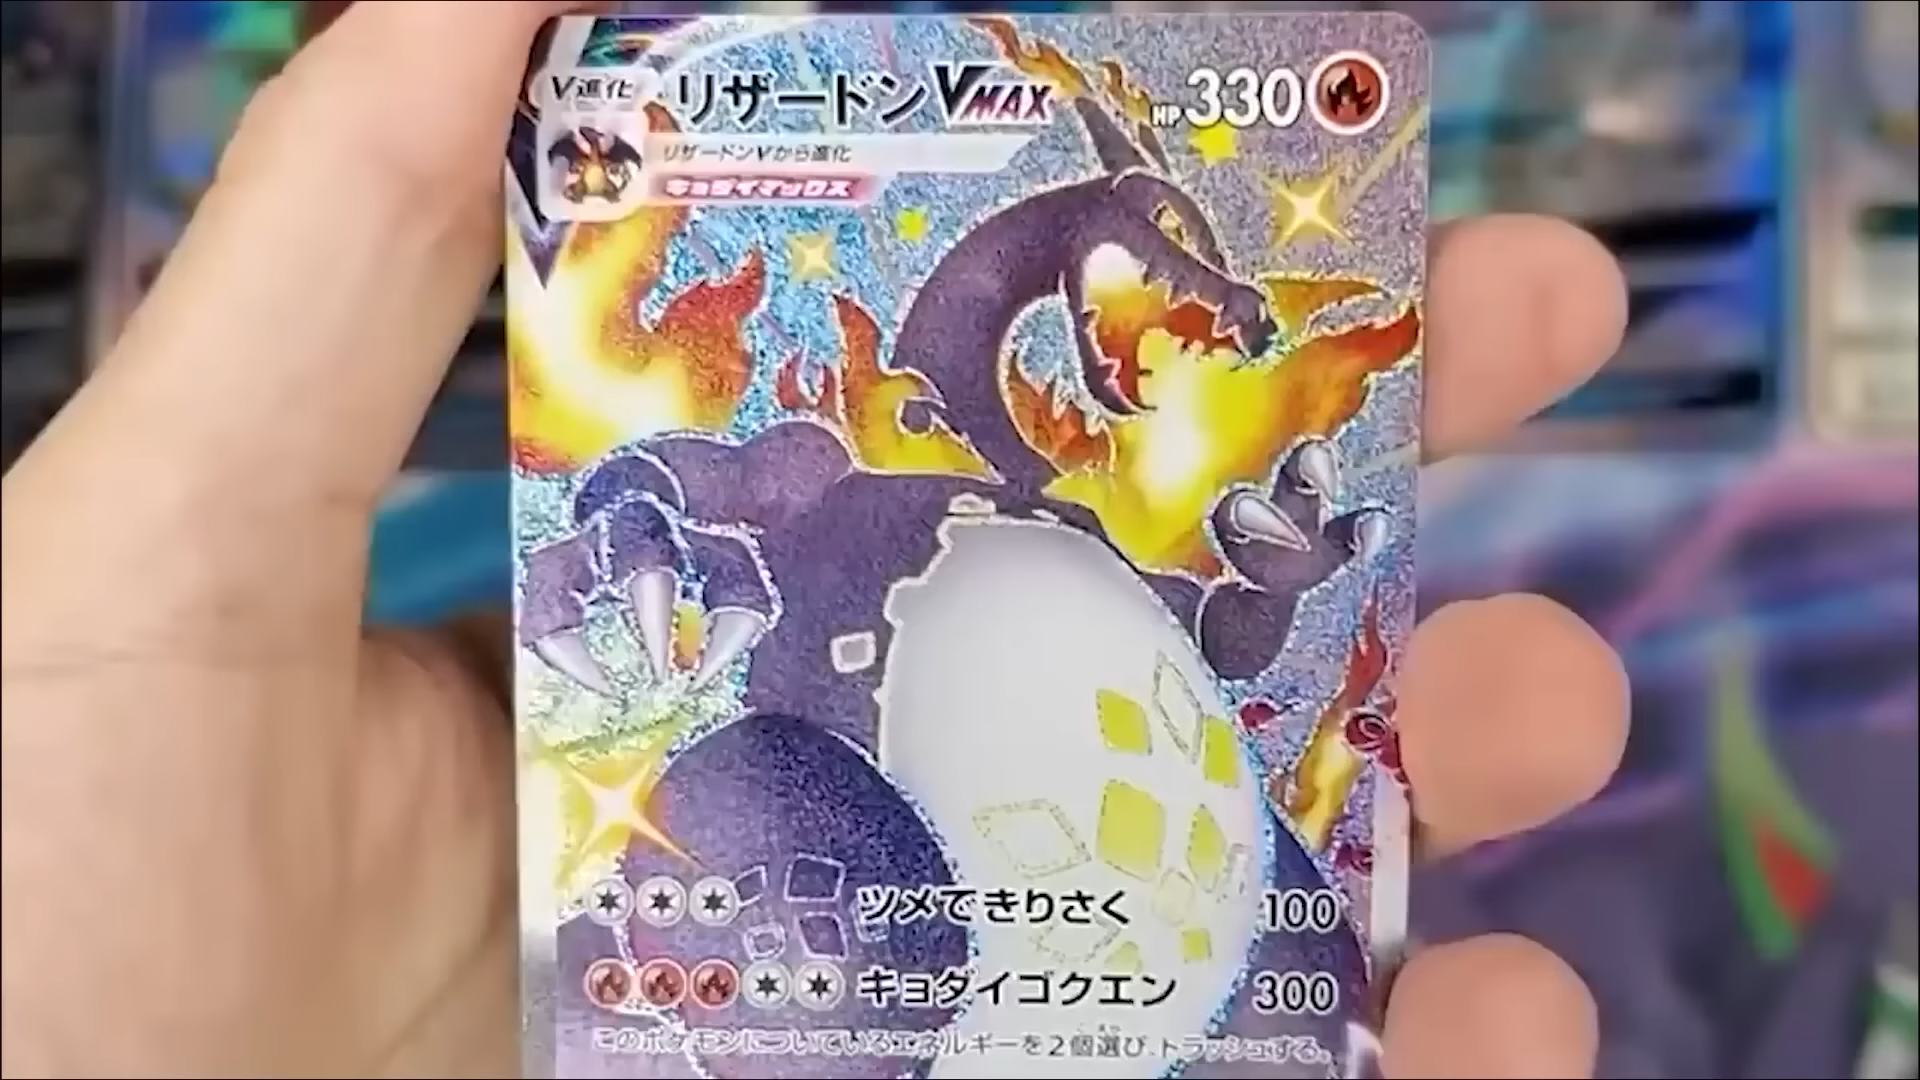 V進化
リザードンVMAX
HP330
リザードンVから進化
キョダイマックス
ツメできりさく 100
キョダイゴクエン 300
このポケモンについているエネルギーを2個選び、トラッシュする。